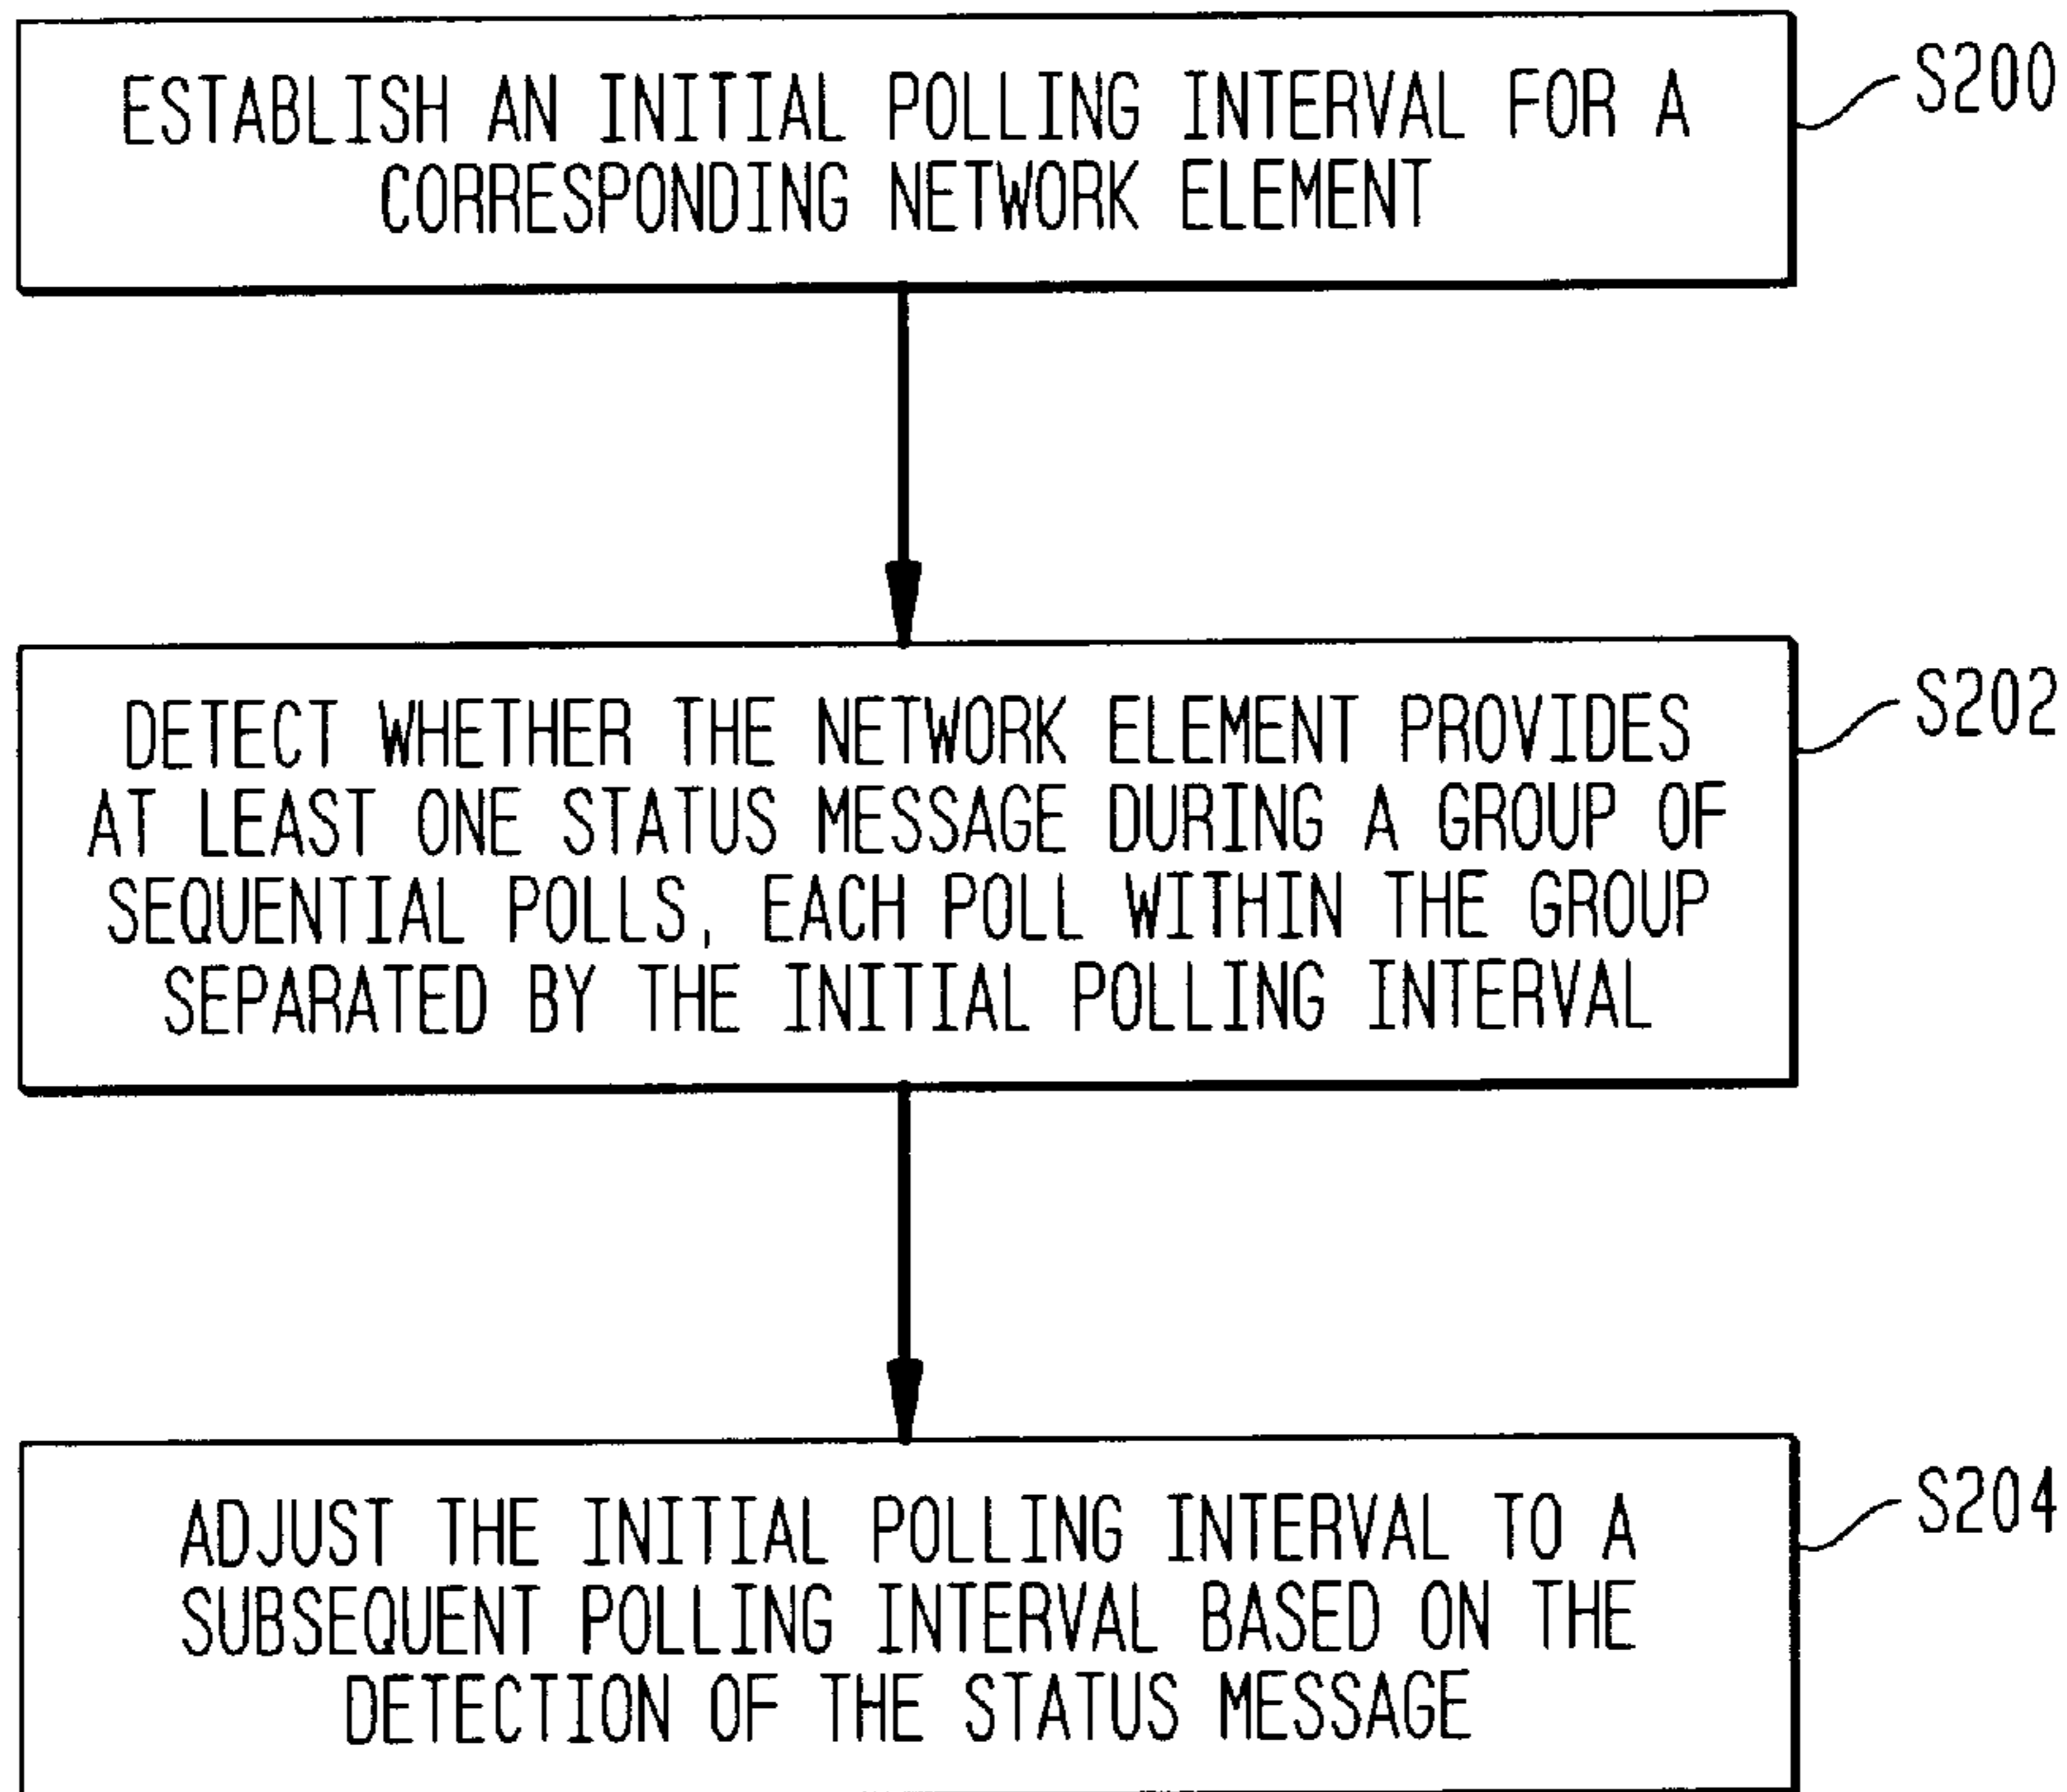 ESTABLISH AN INITIAL POLLING INTERVAL FOR A
CORRESPONDING NETWORK ELEMENT
S200
DETECT WHETHER THE NETWORK ELEMENT PROVIDES
AT LEAST ONE STATUS MESSAGE DURING A GROUP OF
SEQUENTIAL POLLS, EACH POLL WITHIN THE GROUP
SEPARATED BY THE INITIAL POLLING INTERVAL
S202
ADJUST THE INITIAL POLLING INTERVAL TO A
SUBSEQUENT POLLING INTERVAL BASED ON THE
DETECTION OF THE STATUS MESSAGE
S204